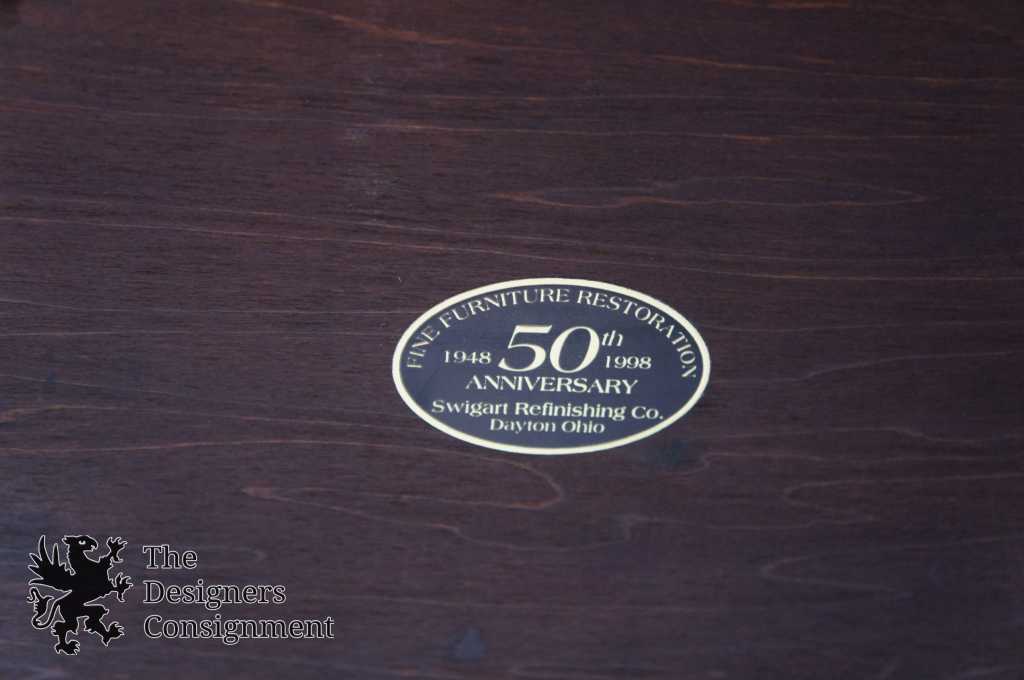 FINE FURNITURE RESTORATION
1948 50th 1998
ANNIVERSARY
Swigart Refinishing Co.
Dayton Ohio
The
Designers
Consignment